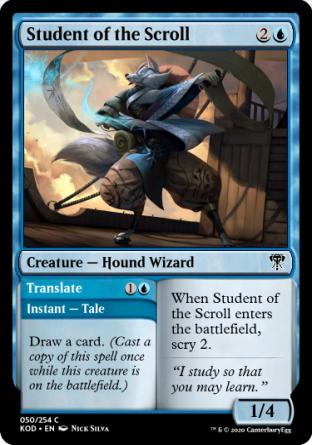 Student of the Scroll 2
Creature — Hound Wizard
Translate 1
Instant — Tale
Draw a card. (Cast a
copy of this spell once
while this creature is
on the battlefield.)
When Student of
the Scroll enters
the battlefield,
scry 2.
"I study so that
you may learn."
1/4
050/254 C
KOD • EN Nick Silva
™ & © 2020 CanterburyEgg